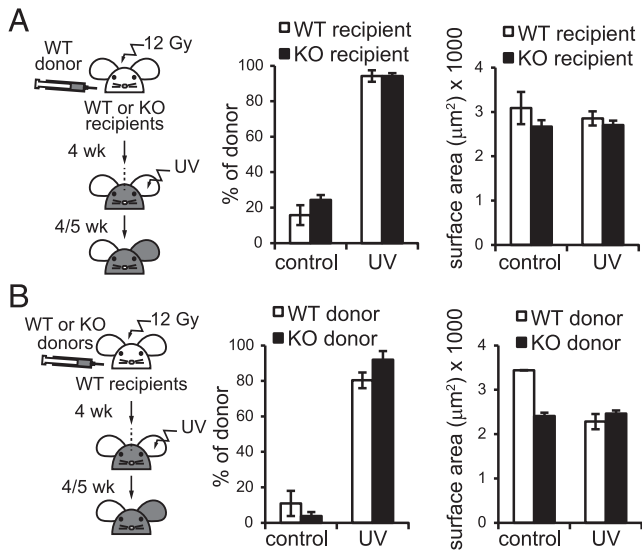 A
WT
donor
12 Gy
WT or KO
recipients
4 wk
UV
4/5 wk
WT recipient
KO recipient
% of donor
100
80
60
40
20
0
control
UV
WT recipient
KO recipient
surface area (μm²) x 1000
4
3
2
1
0
control
UV
B
WT or KO
donors
12 Gy
WT recipients
4 wk
UV
4/5 wk
WT donor
KO donor
% of donor
100
80
60
40
20
0
control
UV
WT donor
KO donor
surface area (μm²) x 1000
4
3
2
1
0
control
UV